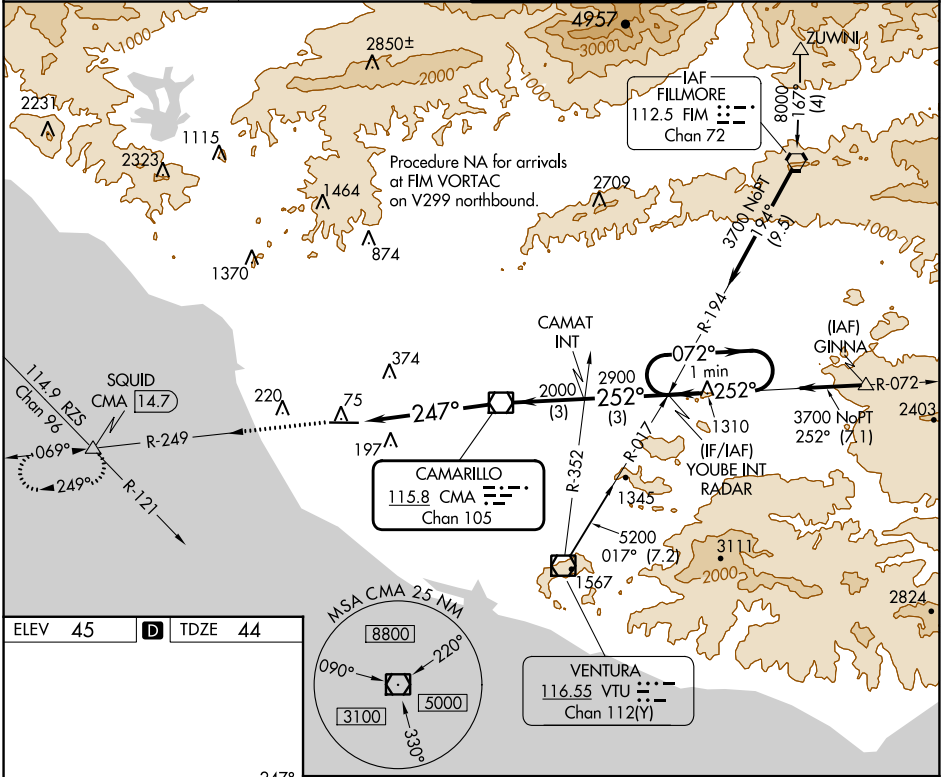 4957
1000
3000
2850±
2000
1000
ZUWNI
8000
167°
(4)
IAF
FILLMORE
112.5 FIM
Chan 72
2231
1115
2323
Procedure NA for arrivals
at FIM VORTAC
on V299 northbound.
1464
2709
874
1370
3700 NoPT
194°
(9.5)
R-194
CAMAT
INT
(IAF)
GINNA
072°
1 min
252°
R-072
3700 NoPT
252° (7.1)
2403
374
2000
(3)
252°
2900
(3)
1310
(IF/IAF)
YOUBE INT
RADAR
114.9 RZS
Chan 96
SQUID
CMA 14.7
220
75
247°
197
R-249
069°
249°
R-121
CAMARILLO
115.8 CMA
Chan 105
R-352
R-017
1345
5200
017° (7.2)
1567
3111
2000
2824
ELEV 45
D
TDZE 44
MSA CMA 25 NM
8800
090°
220°
3100
5000
330°
VENTURA
116.55 VTU
Chan 112(Y)
247°